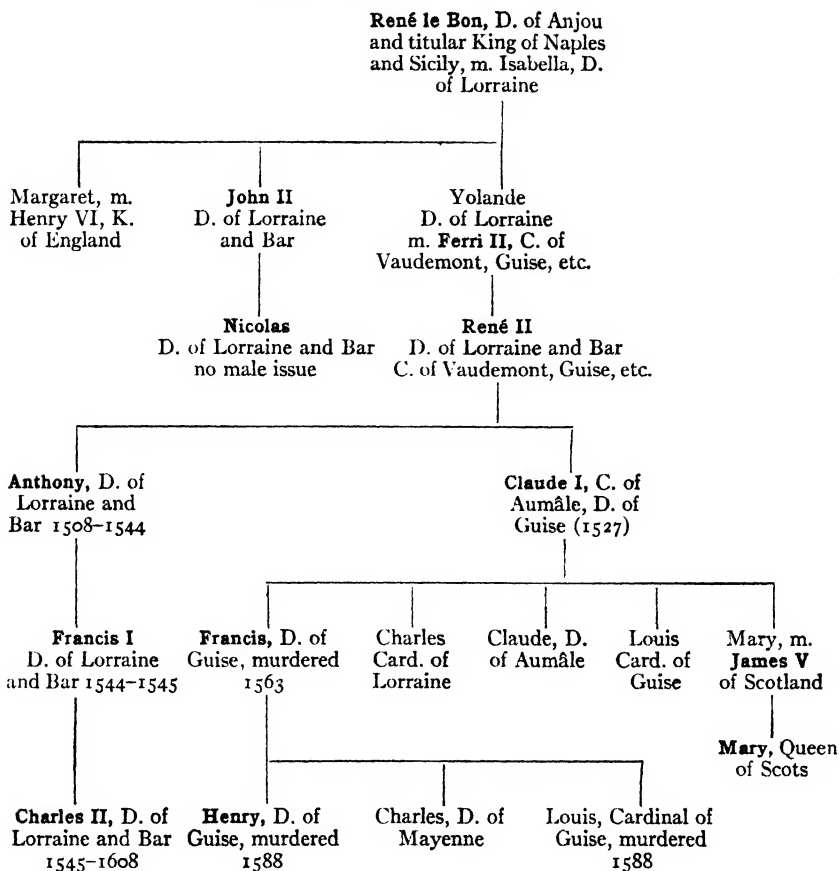 René le Bon, D. of Anjou
and titular King of Naples
and Sicily, m. Isabella, D.
of Lorraine
Margaret, m.
Henry VI, K.
of England
John II
D. of Lorraine
and Bar
Yolande
D. of Lorraine
m. Ferri II, C. of
Vaudemont, Guise, etc.
Nicolas
D. of Lorraine and Bar
no male issue
René II
D. of Lorraine and Bar
C. of Vaudemont, Guise, etc.
Anthony, D. of
Lorraine and
Bar 1508–1544
Claude I, C. of
Aumâle, D. of
Guise (1527)
Francis I
D. of Lorraine
and Bar 1544–1545
Francis, D. of
Guise, murdered
1563
Charles
Card. of
Lorraine
Claude, D.
of Aumâle
Louis
Card. of
Guise
Mary, m.
James V
of Scotland
Mary, Queen
of Scots
Charles II, D. of
Lorraine and Bar
1545–1608
Henry, D. of
Guise, murdered
1588
Charles, D. of
Mayenne
Louis, Cardinal of
Guise, murdered
1588